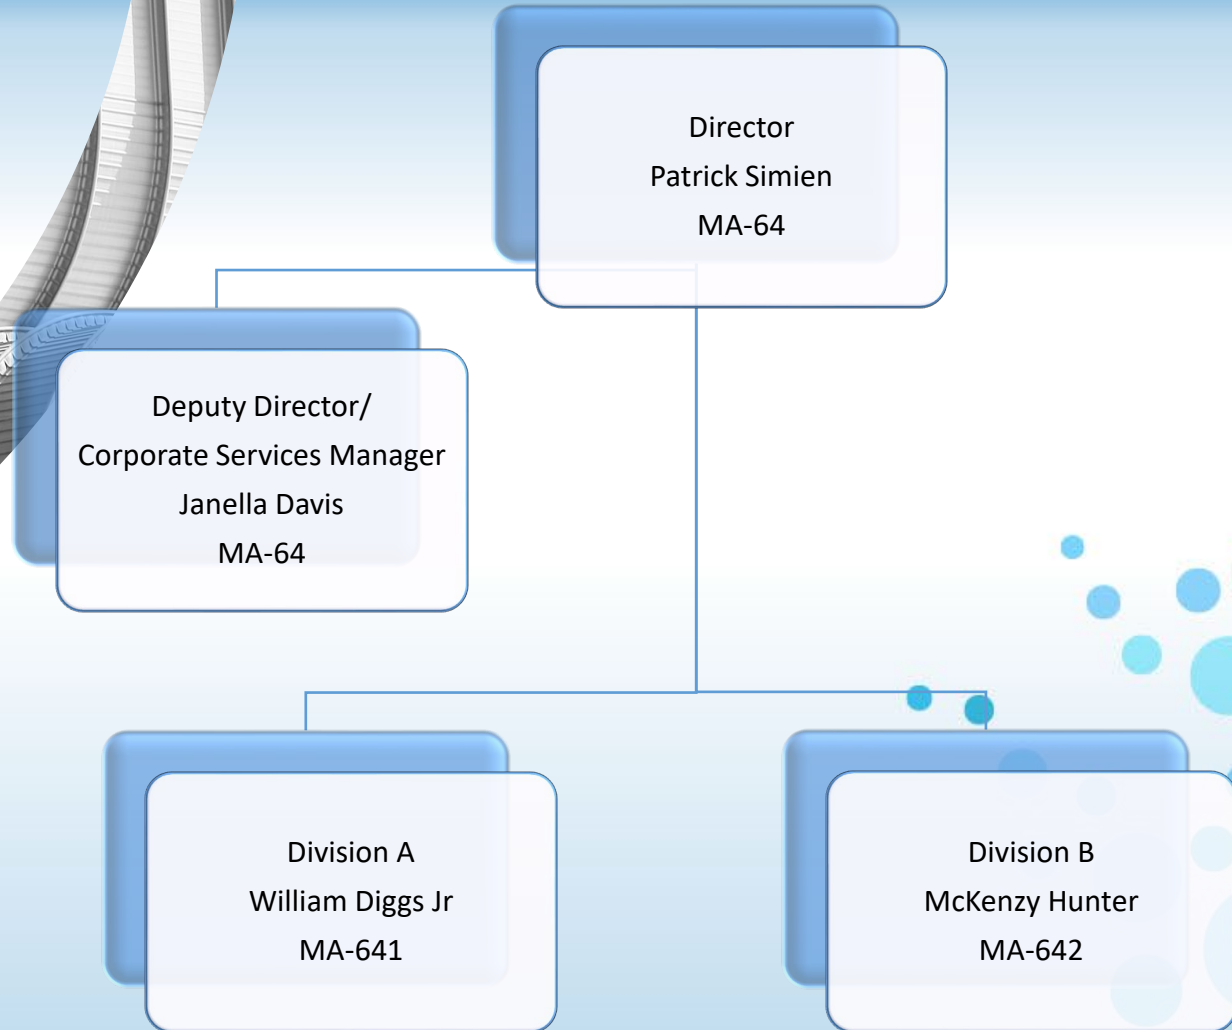 Director
Patrick Simien
MA-64
Deputy Director/
Corporate Services Manager
Janella Davis
MA-64
Division A
William Diggs Jr
MA-641
Division B
McKenzy Hunter
MA-642